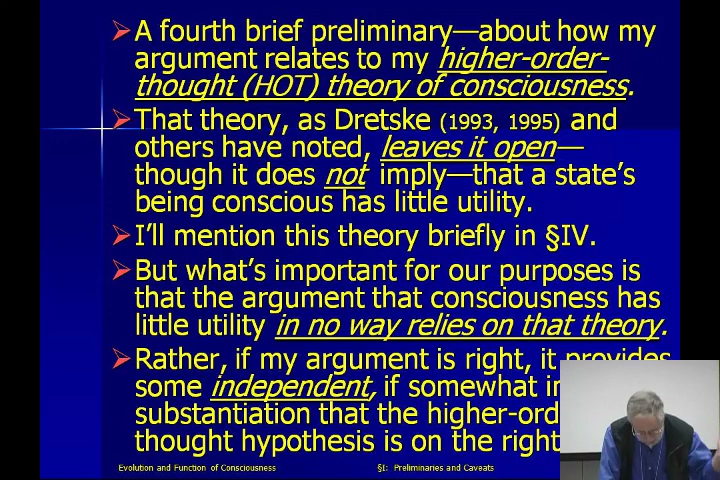 A fourth brief preliminary—about how my
argument relates to my higher-order-
thought (HOT) theory of consciousness.
That theory, as Dretske (1993, 1995) and
others have noted, leaves it open—
though it does not imply—that a state's
being conscious has little utility.
I'll mention this theory briefly in §IV.
But what's important for our purposes is
that the argument that consciousness has
little utility in no way relies on that theory.
Rather, if my argument is right, it provides
some independent, if somewhat
substantiation that the
thought hypothesis is on the right
Evolution and Function of Consciousness
§I: Preliminaries and Caveats